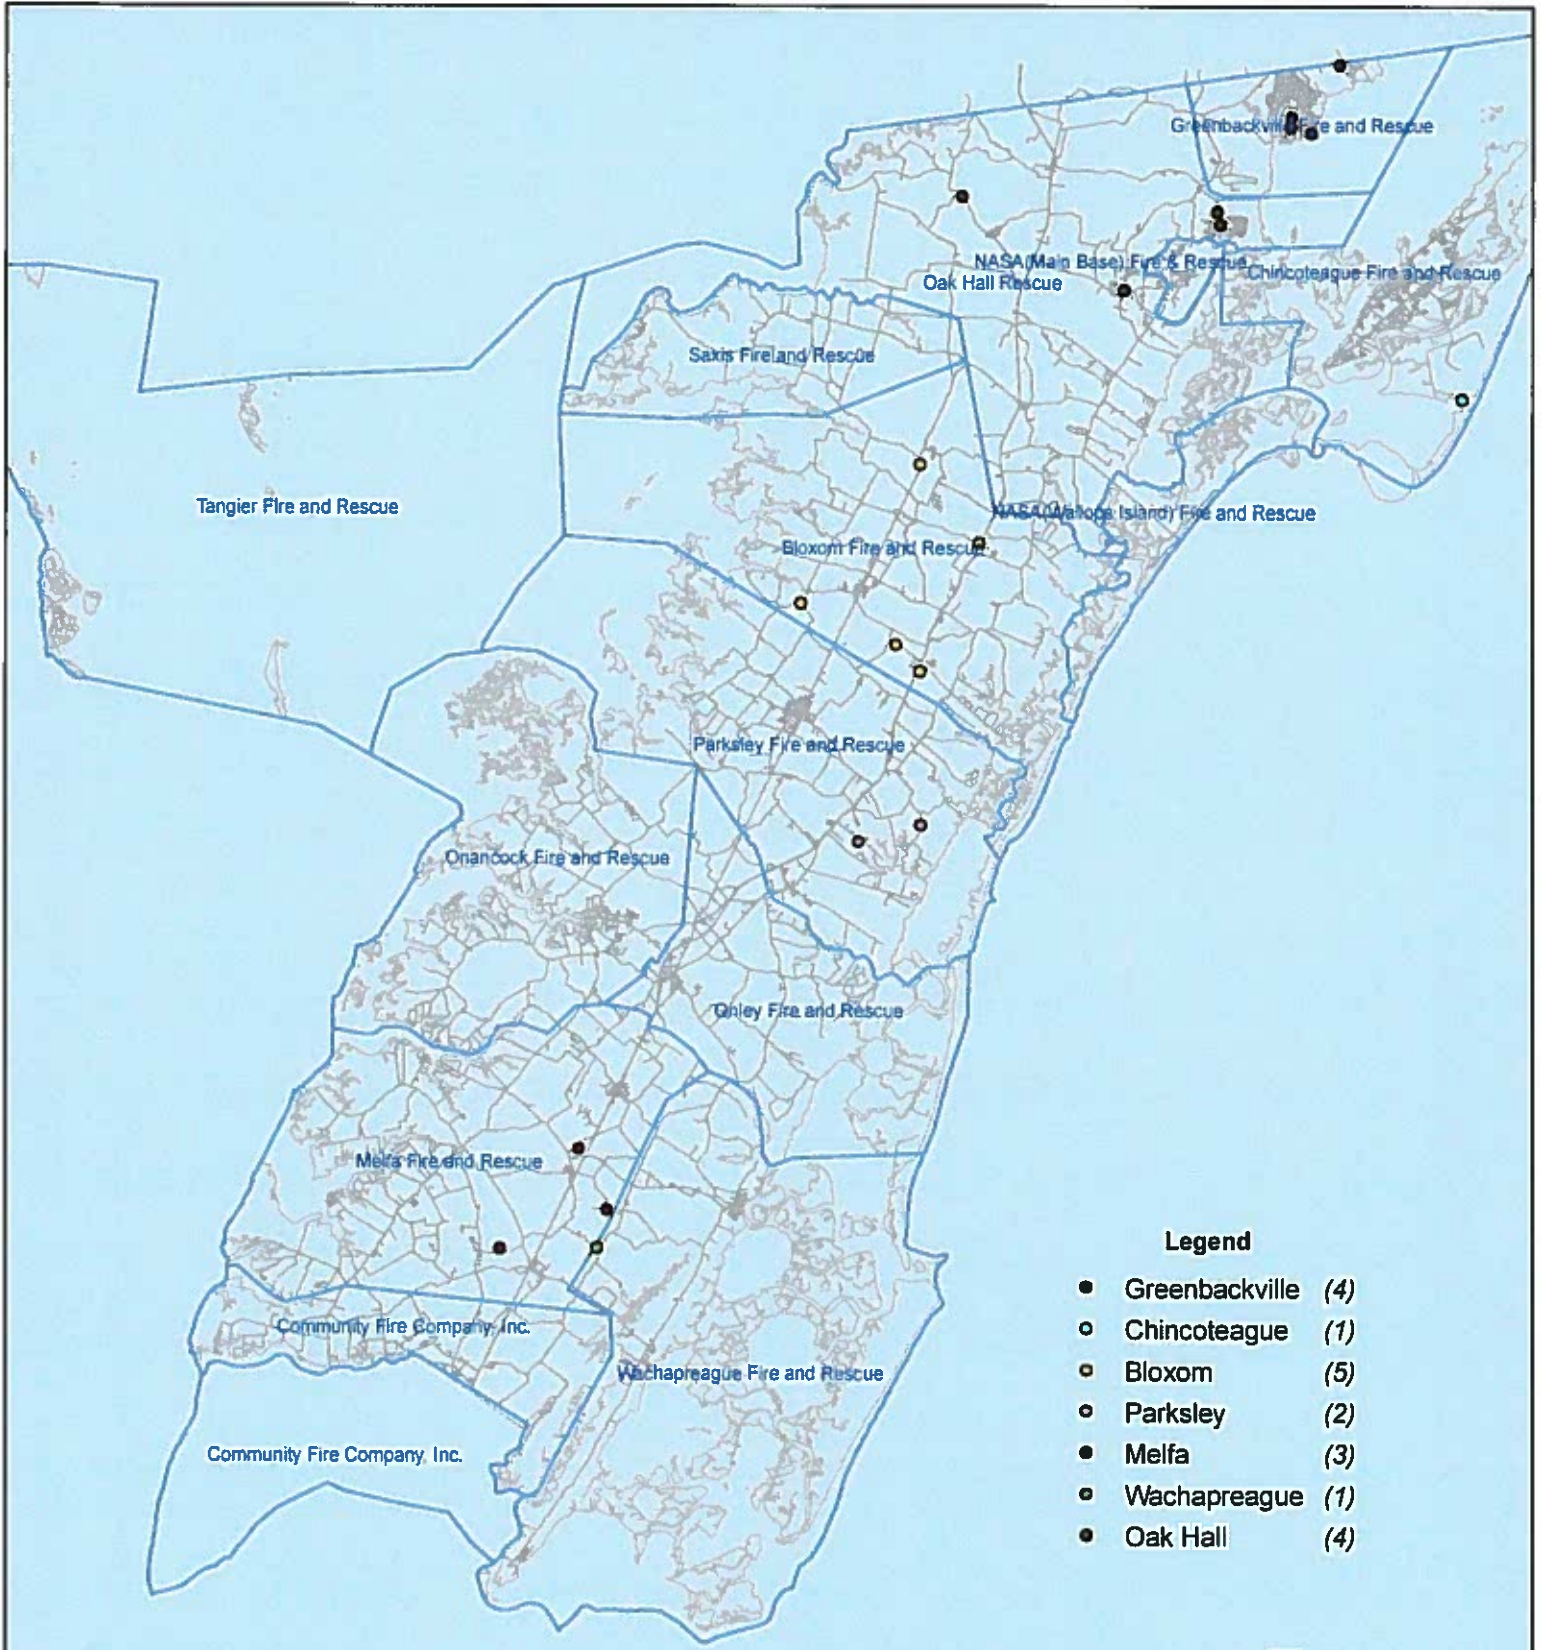 Greenbackville Fire and Rescue
NASA(Main Base) Fire & Rescue
Chincoteague Fire and Rescue
Oak Hall Rescue
Saxis Fire and Rescue
Tangier Fire and Rescue
NASA(Wallops Island) Fire and Rescue
Bloxom Fire and Rescue
Parksley Fire and Rescue
Onancock Fire and Rescue
Onley Fire and Rescue
Melfa Fire and Rescue
Community Fire Company, Inc.
Wachapreague Fire and Rescue
Community Fire Company, Inc.
Legend
Greenbackville (4)
Chincoteague (1)
Bloxom (5)
Parksley (2)
Melfa (3)
Wachapreague (1)
Oak Hall (4)